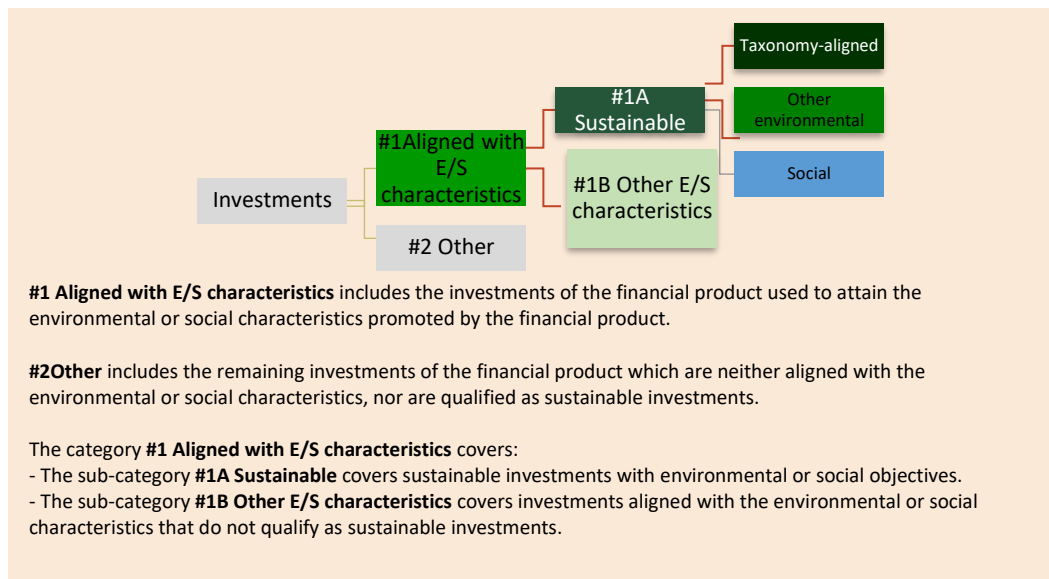 Taxonomy-aligned
#1A
Sustainable
Other
environmental
#1Aligned with
E/S
characteristics
Social
#1B Other E/S
characteristics
Investments
#2 Other
#1 Aligned with E/S characteristics includes the investments of the financial product used to attain the
environmental or social characteristics promoted by the financial product.
#2Other includes the remaining investments of the financial product which are neither aligned with the
environmental or social characteristics, nor are qualified as sustainable investments.
The category #1 Aligned with E/S characteristics covers:
- The sub-category #1A Sustainable covers sustainable investments with environmental or social objectives.
- The sub-category #1B Other E/S characteristics covers investments aligned with the environmental or social
characteristics that do not qualify as sustainable investments.